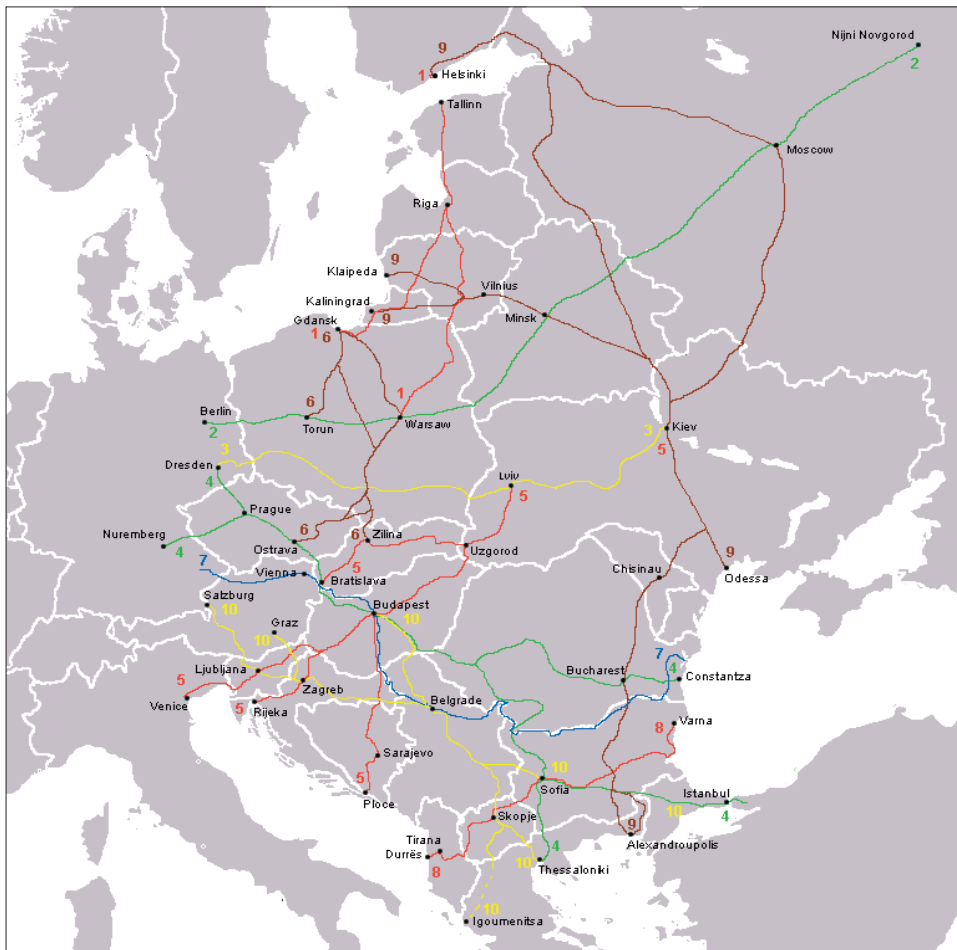 Nijni Novgorod
9
2
1
Helsinki
Tallinn
Moscow
Riga
Klaipeda
9
Vilnius
Kaliningrad
9
Minsk
Gdansk
1
6
1
6
Berlin
2
Torun
Warsaw
3
Kiev
5
3
Dresden
4
Lviv
5
Prague
Nuremberg
4
6
Ostrava
6
Zilina
Uzgorod
5
9
Odessa
Chisinau
7
Vienna
Bratislava
Salzburg
10
Budapest
10
Graz
10
7
Bucharest
4
Constantza
Ljubljana
5
Zagreb
Venice
5
Rijeka
Belgrade
Varna
8
Sarajevo
5
Ploce
10
Sofia
Istanbul
10
4
Skopje
9
Alexandroupolis
Tirana
Durrës
8
4
10
Thessaloniki
10
Igoumenitsa